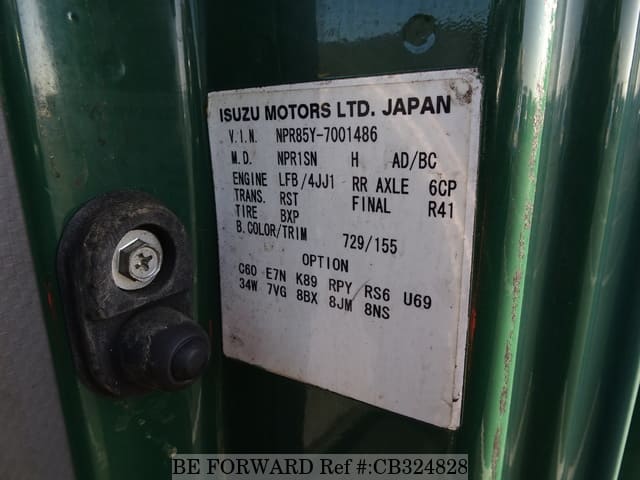 ISUZU MOTORS LTD. JAPAN
V.I.N. NPR85Y-7001486
M.D. NPR1SN H AD/BC
ENGINE LFB/4JJ1 RR AXLE 6CP
TRANS. RST FINAL R41
TIRE BXP
B.COLOR/TRIM 729/155
OPTION
C60 E7N K89 RPY RS6 U69
34W 7VG 8BX 8JM 8NS
BE FORWARD Ref #:CB324828